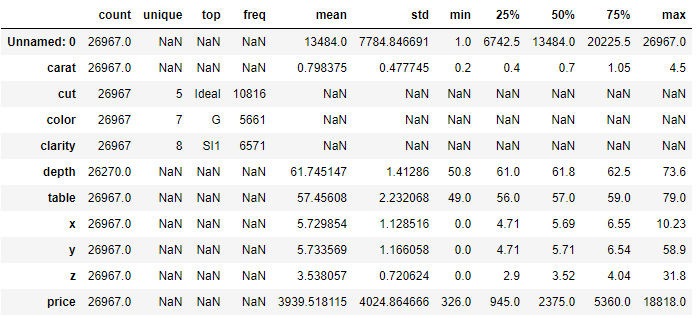 count unique top freq mean std min 25% 50% 75% max
Unnamed: 0 26967.0 NaN NaN NaN 13484.0 7784.846691 1.0 6742.5 13484.0 20225.5 26967.0
carat 26967.0 NaN NaN NaN 0.798375 0.477745 0.2 0.4 0.7 1.05 4.5
cut 26967 5 Ideal 10816 NaN NaN NaN NaN NaN NaN NaN
color 26967 7 G 5661 NaN NaN NaN NaN NaN NaN NaN
clarity 26967 8 SI1 6571 NaN NaN NaN NaN NaN NaN NaN
depth 26270.0 NaN NaN NaN 61.745147 1.41286 50.8 61.0 61.8 62.5 73.6
table 26967.0 NaN NaN NaN 57.45608 2.232068 49.0 56.0 57.0 59.0 79.0
x 26967.0 NaN NaN NaN 5.729854 1.128516 0.0 4.71 5.69 6.55 10.23
y 26967.0 NaN NaN NaN 5.733569 1.166058 0.0 4.71 5.71 6.54 58.9
z 26967.0 NaN NaN NaN 3.538057 0.720624 0.0 2.9 3.52 4.04 31.8
price 26967.0 NaN NaN NaN 3939.518115 4024.864666 326.0 945.0 2375.0 5360.0 18818.0